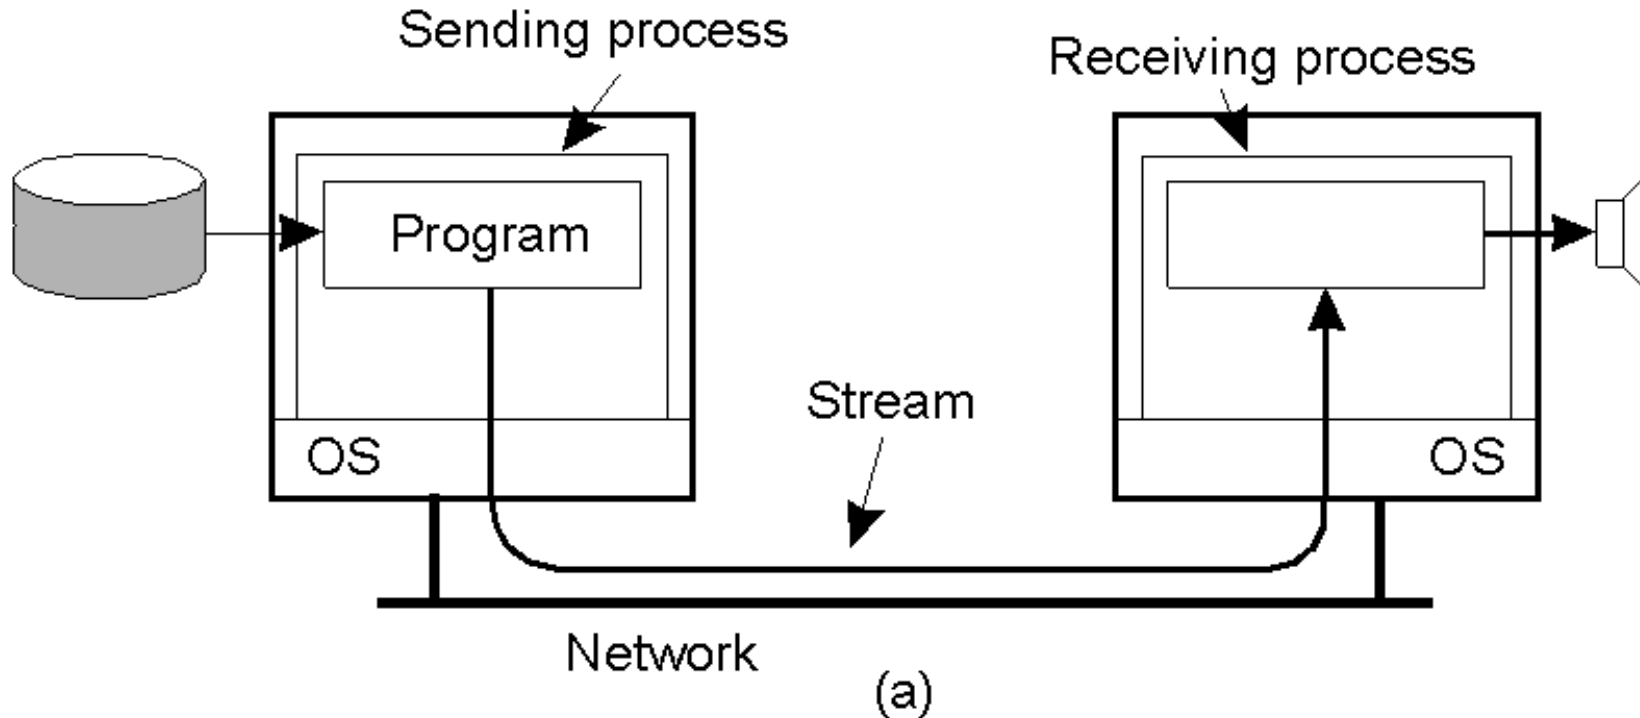 Sending process
Receiving process
Program
Stream
OS
OS
Network
(a)